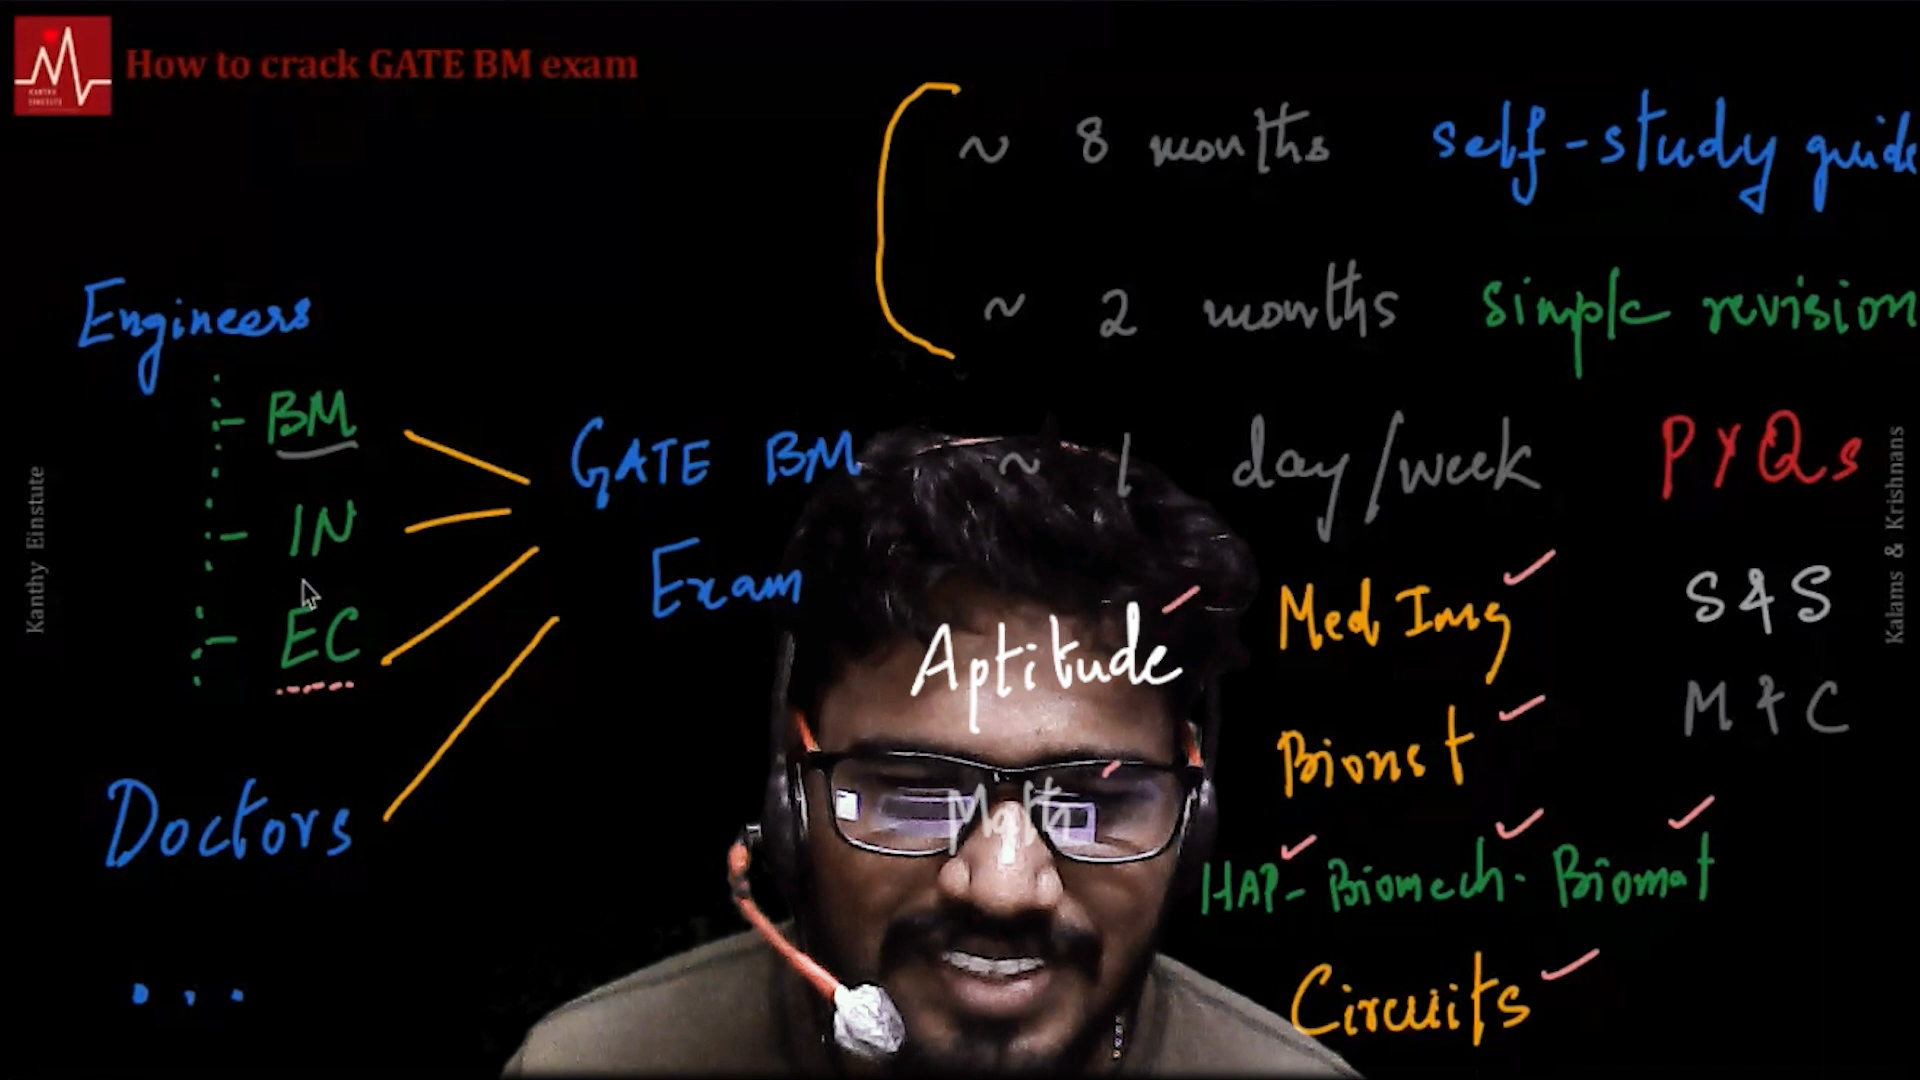 How to crack GATE BM exam
KANTHY
EINSTUTE
~ 8 months self-study guide
~ 2 months simple revision
~ 1 day/week PYQs
Engineers
BM
IN
EC
Doctors
...
GATE BM
Exam
Aptitude
Math
Med Img
Bionst
HAP - Biomech - Biomat
Circuits
S & S
M & C
Kanthy Einstute
Kalams & Krishnans